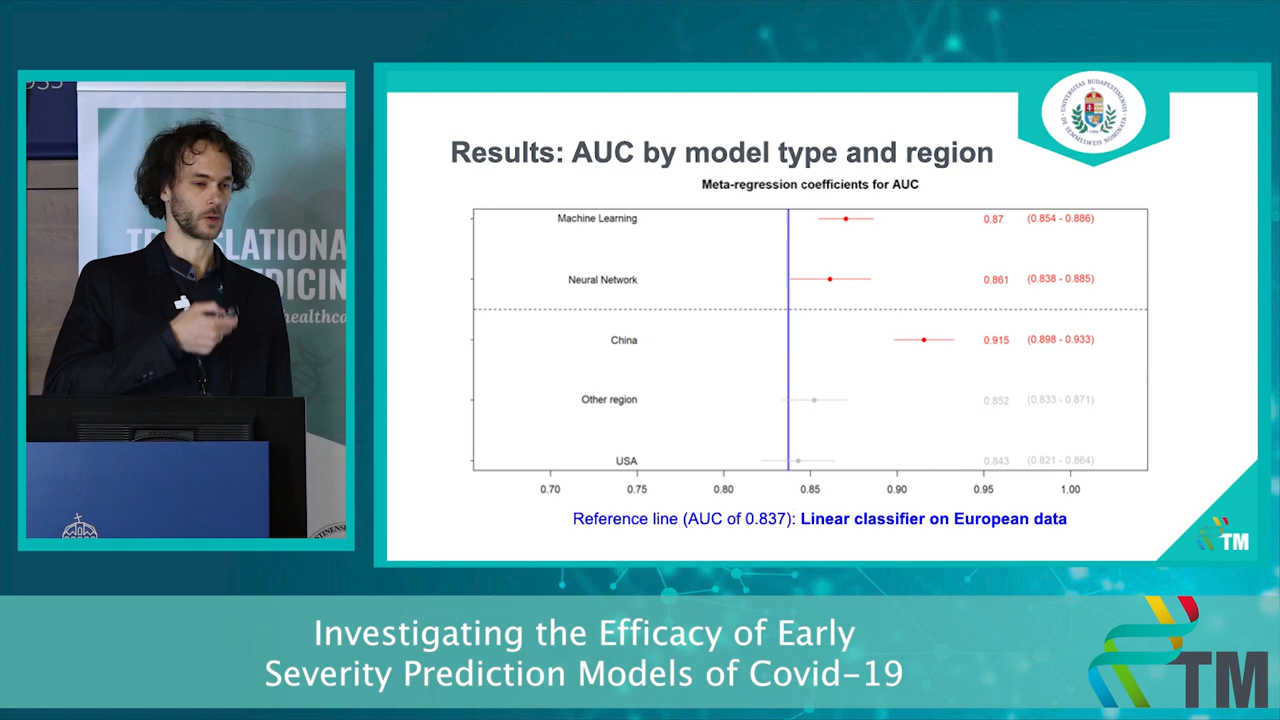 TRANSLATIONA
MEDICIN
healthca
Results: AUC by model type and region
Meta-regression coefficients for AUC
Machine Learning 0.87 (0.854 - 0.886)
Neural Network 0.861 (0.838 - 0.885)
China 0.915 (0.898 - 0.933)
Other region 0.852 (0.833 - 0.871)
USA 0.843 (0.821 - 0.864)
0.70 0.75 0.80 0.85 0.90 0.95 1.00
Reference line (AUC of 0.837): Linear classifier on European data
TM
Investigating the Efficacy of Early
Severity Prediction Models of Covid-19
TM